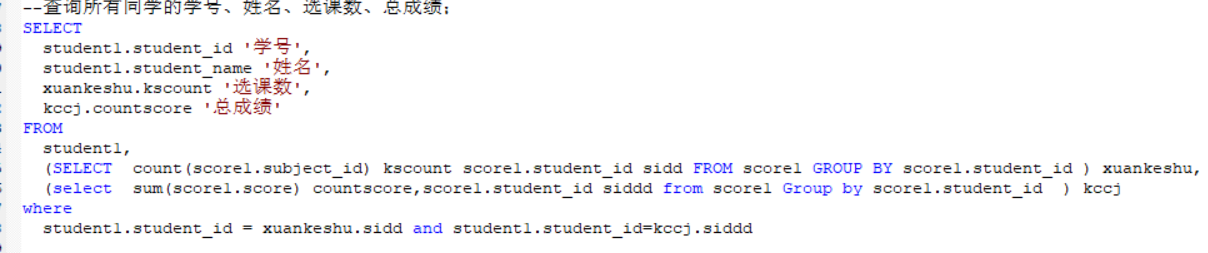 --查询所有同学的学号、姓名、选课数、总成绩;
SELECT
student1.student_id '学号',
student1.student_name '姓名',
xuankeshu.kscount '选课数',
kccj.countscore '总成绩'
FROM
student1,
(SELECT  count(score1.subject_id) kscount score1.student_id sidd FROM score1 GROUP BY score1.student_id ) xuankeshu,
(select  sum(score1.score) countscore,score1.student_id siddd from score1 Group by score1.student_id  ) kccj
where
student1.student_id = xuankeshu.sidd and student1.student_id=kccj.siddd